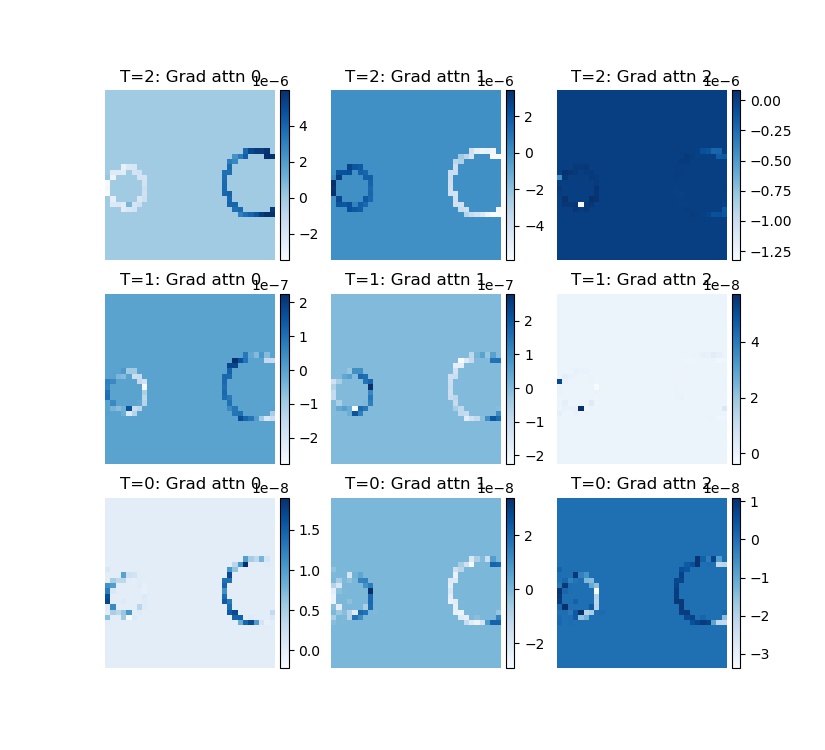 T=2: Grad attn 0
1e−6
4
2
0
−2
T=2: Grad attn 1
1e−6
2
0
−2
−4
T=2: Grad attn 2
1e−6
0.00
−0.25
−0.50
−0.75
−1.00
−1.25
T=1: Grad attn 0
1e−7
2
1
0
−1
−2
T=1: Grad attn 1
1e−7
2
1
0
−1
−2
T=1: Grad attn 2
1e−8
4
2
0
T=0: Grad attn 0
1e−8
1.5
1.0
0.5
0.0
T=0: Grad attn 1
1e−8
2
0
−2
T=0: Grad attn 2
1e−8
1
0
−1
−2
−3